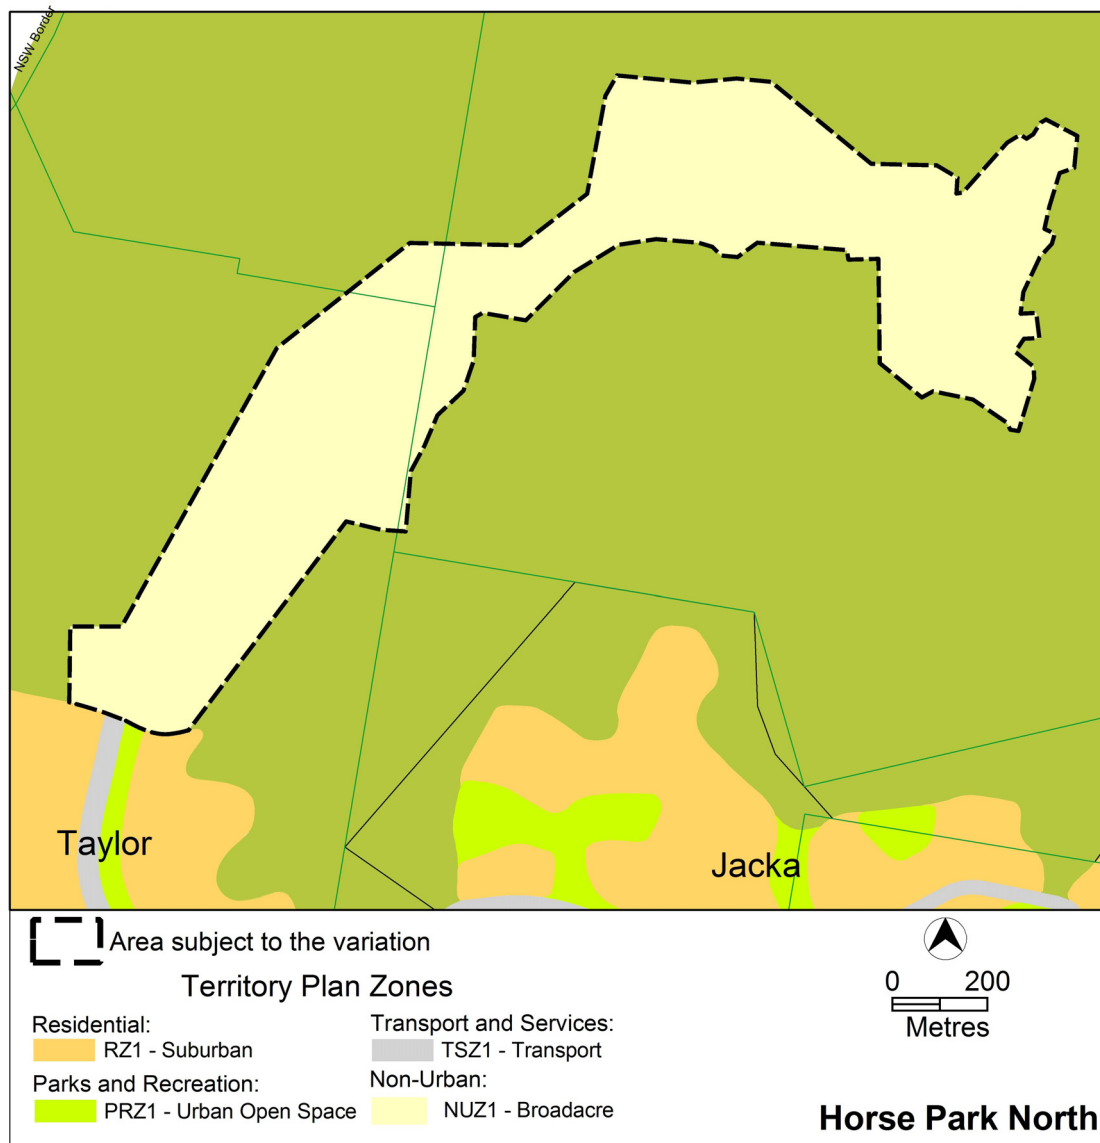 NSW Border
Taylor
Jacka
Area subject to the variation
Territory Plan Zones
0 200
Metres
Residential:
RZ1 - Suburban
Transport and Services:
TSZ1 - Transport
Parks and Recreation:
PRZ1 - Urban Open Space
Non-Urban:
NUZ1 - Broadacre
Horse Park North